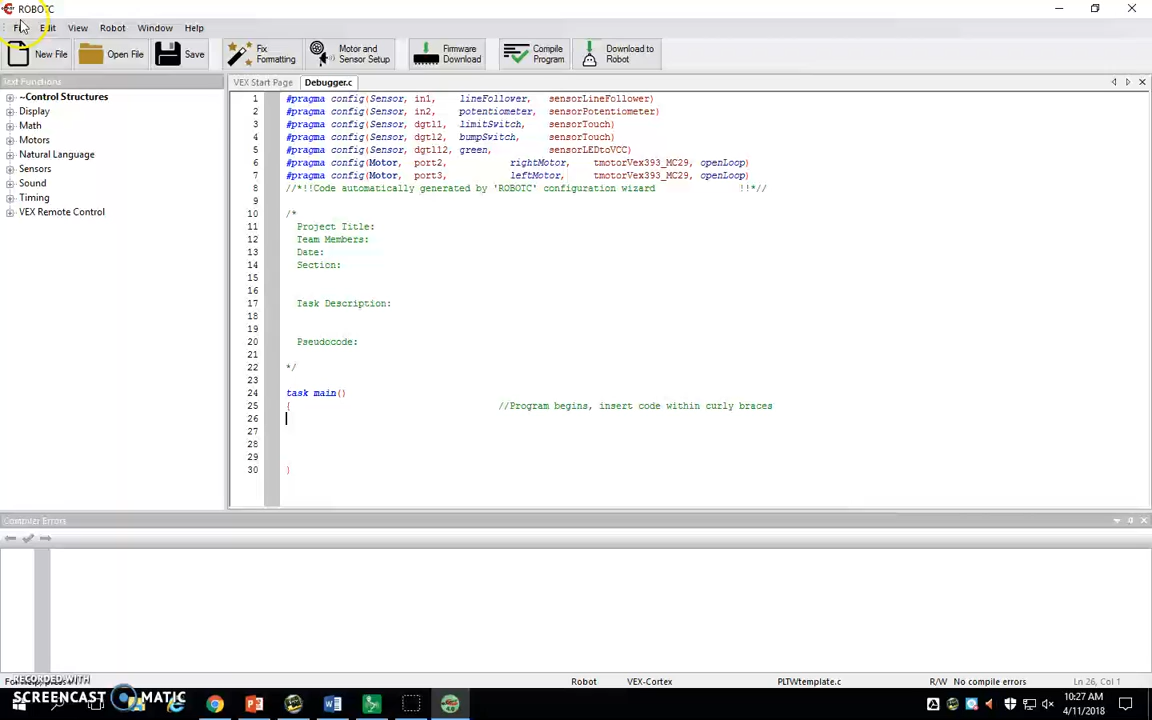 ROBOTC
File Edit View Robot Window Help
New File Open File Save Fix Formatting Motor and Sensor Setup Firmware Download Compile Program Download to Robot
Text Functions
VEX Start Page Debugger.c
~Control Structures
Display
Math
Motors
Natural Language
Sensors
Sound
Timing
VEX Remote Control
1 #pragma config(Sensor, in1, lineFollower, sensorLineFollower)
2 #pragma config(Sensor, in2, potentiometer, sensorPotentiometer)
3 #pragma config(Sensor, dgtl1, limitSwitch, sensorTouch)
4 #pragma config(Sensor, dgtl2, bumpSwitch, sensorTouch)
5 #pragma config(Sensor, dgtl12, green, sensorLEDtoVCC)
6 #pragma config(Motor, port2, rightMotor, tmotorVex393_MC29, openLoop)
7 #pragma config(Motor, port3, leftMotor, tmotorVex393_MC29, openLoop)
8 //*!!Code automatically generated by 'ROBOTC' configuration wizard !!*//
9
10 /*
11 Project Title:
12 Team Members:
13 Date:
14 Section:
15
16
17 Task Description:
18
19
20 Pseudocode:
21
22 */
23
24 task main()
25 { //Program begins, insert code within curly braces
26
27
28
29
30 }
Compiler Errors
Robot VEX-Cortex PLTWtemplate.c R/W No compile errors Ln 26, Col 1
RECORDED WITH
SCREENCAST MATIC
10:27 AM
4/11/2018